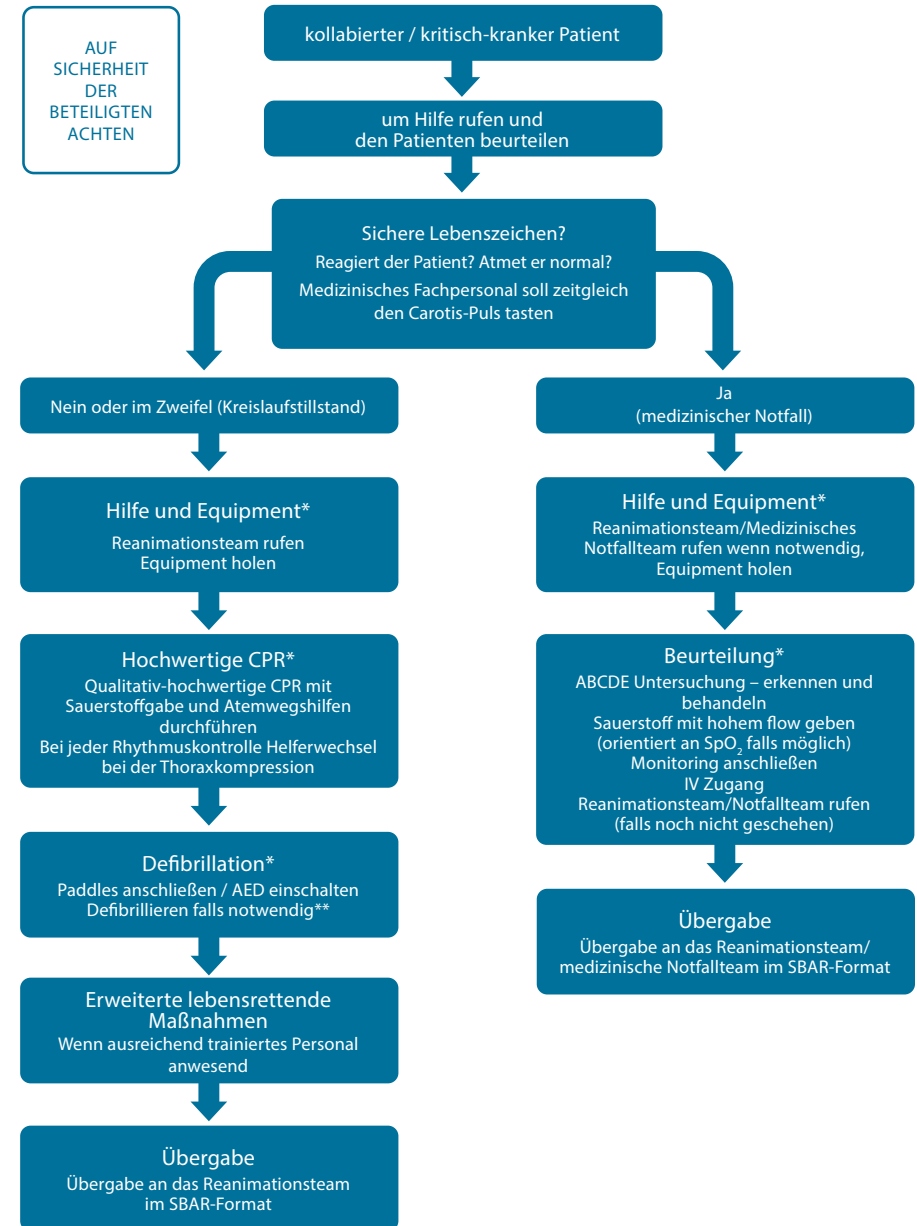 AUF
SICHERHEIT
DER
BETEILIGTEN
ACHTEN
kollabierter / kritisch-kranker Patient
um Hilfe rufen und
den Patienten beurteilen
Sichere Lebenszeichen?
Reagiert der Patient? Atmet er normal?
Medizinisches Fachpersonal soll zeitgleich
den Carotis-Puls tasten
Nein oder im Zweifel (Kreislaufstillstand)
Hilfe und Equipment*
Reanimationsteam rufen
Equipment holen
Hochwertige CPR*
Qualitativ-hochwertige CPR mit
Sauerstoffgabe und Atemwegshilfen
durchführen
Bei jeder Rhythmuskontrolle Helferwechsel
bei der Thoraxkompression
Defibrillation*
Paddles anschließen / AED einschalten
Defibrillieren falls notwendig**
Erweiterte lebensrettende
Maßnahmen
Wenn ausreichend trainiertes Personal
anwesend
Übergabe
Übergabe an das Reanimationsteam
im SBAR-Format
Ja
(medizinischer Notfall)
Hilfe und Equipment*
Reanimationsteam/Medizinisches
Notfallteam rufen wenn notwendig,
Equipment holen
Beurteilung*
ABCDE Untersuchung – erkennen und
behandeln
Sauerstoff mit hohem flow geben
(orientiert an SpO₂ falls möglich)
Monitoring anschließen
IV Zugang
Reanimationsteam/Notfallteam rufen
(falls noch nicht geschehen)
Übergabe
Übergabe an das Reanimationsteam/
medizinische Notfallteam im SBAR-Format